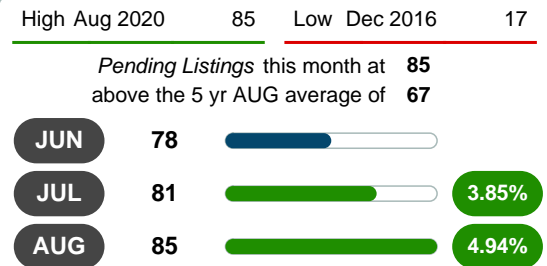 High Aug 2020 85 Low Dec 2016 17
Pending Listings this month at 85
above the 5 yr AUG average of 67
JUN 78
JUL 81 3.85%
AUG 85 4.94%